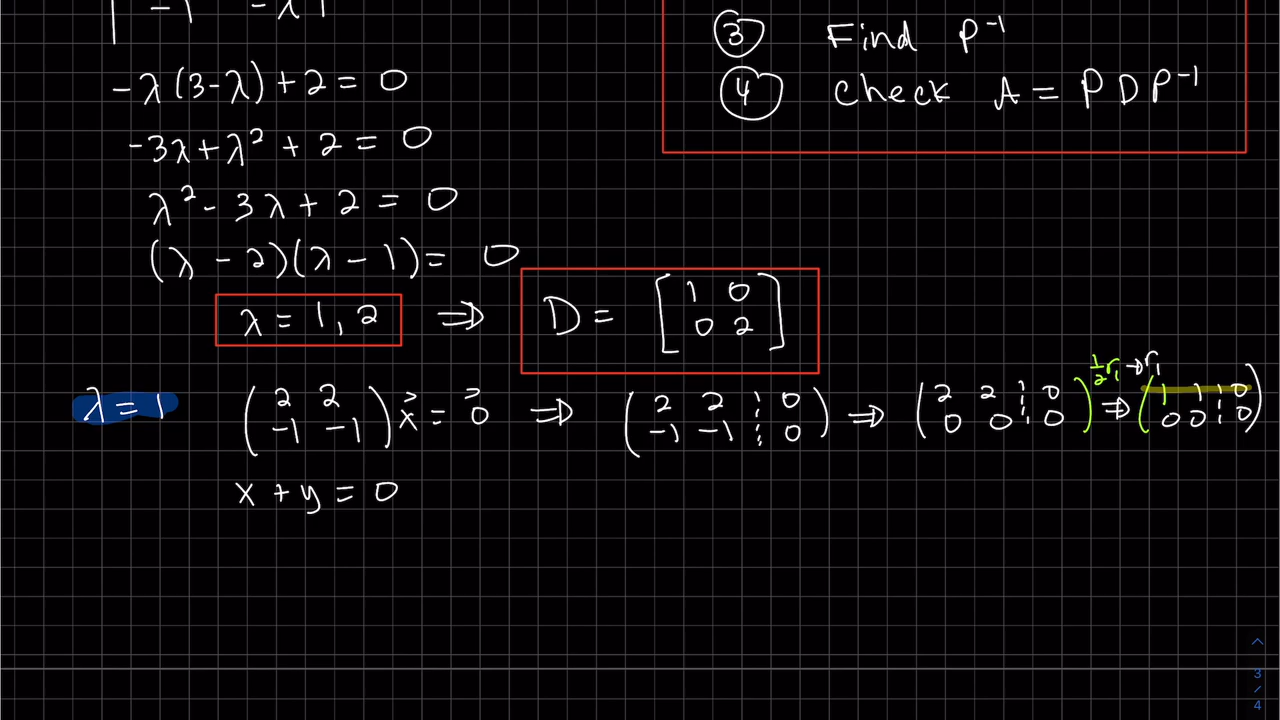 | -1 -λ |
-λ(3-λ)+2 = 0
-3λ+λ² + 2 = 0
λ² - 3λ + 2 = 0
(λ - 2)(λ - 1) = 0
λ = 1, 2 ⇒ D = [1 0
0 2]
③ Find P⁻¹
④ Check A = PDP⁻¹
λ = 1 (2 2
-1 -1) x⃗ = 0⃗ ⇒ (2 2 ¦ 0
-1 -1 ¦ 0) ⇒ (2 2 ¦ 0
0 0 ¦ 0) ½r₁→r₁ ⇒ (1 1 ¦ 0
0 0 ¦ 0)
x + y = 0
3/4